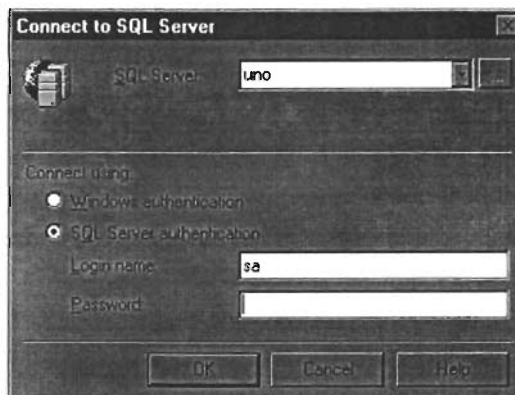 Connect to SQL Server
SQL Server:
uno
Connect using:
Windows authentication
SQL Server authentication
Login name:
sa
Password:
OK
Cancel
Help